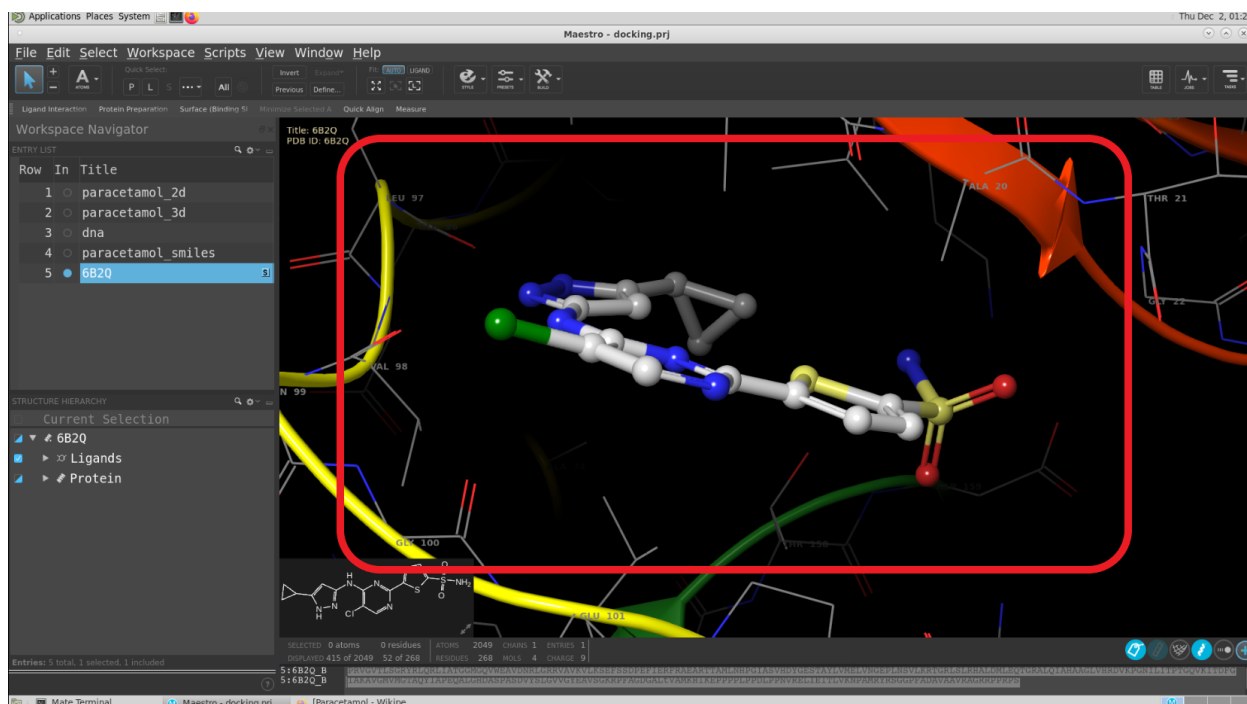 Applications Places System
Thu Dec 2, 01:2
Maestro - docking.prj
File Edit Select Workspace Scripts View Window Help
Quick Select:
Invert Expand*
Fit: AUTO LIGAND
A
ATOMS
P L S All
Previous Define...
STYLE
PRESETS
BUILD
TABLE
JOBS
TASKS
Ligand Interaction Protein Preparation Surface (Binding S) Minimize Selected A Quick Align Measure
Workspace Navigator
ENTRY LIST
Row In Title
1 paracetamol_2d
2 paracetamol_3d
3 dna
4 paracetamol_smiles
5 6B2Q S
STRUCTURE HIERARCHY
Current Selection
6B2Q
Ligands
Protein
Entries: 5 total, 1 selected, 1 included
Title: 6B2Q
PDB ID: 6B2Q
EU 97
ALA 20
THR 21
GLY 22
VAL 98
N 99
GLY 100
THR 158
GLU 101
H
N
N
O
S
NH₂
S
O
N
N
H
Cl
N
SELECTED 0 atoms 0 residues ATOMS 2049 CHAINS 1 ENTRIES 1
DISPLAYED 415 of 2049 52 of 268 RESIDUES 268 MOLS 4 CHARGE 9
5:6B2Q_B
5:6B2Q_B
Mate Terminal
Maestro - docking.prj
[Paracetamol - Wikipe